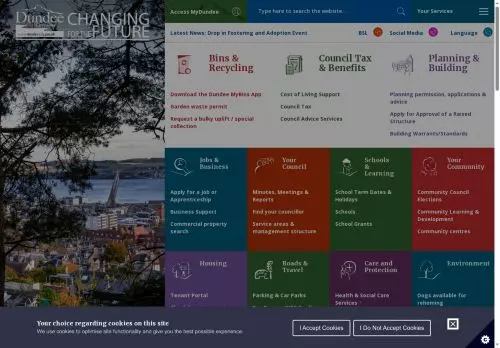 Dundee
CHANGING
FOR THE
FUTURE
Access MyDundee
Type here to search the website...
Your Services
Latest News: Drop in Fostering and Adoption Event
BSL
Social Media
Language
Bins &
Recycling
Download the Dundee MyBins App
Garden waste permit
Request a bulky uplift / special
collection
Council Tax
& Benefits
Cost of Living Support
Council Tax
Council Advice Services
Planning &
Building
Planning permission, applications &
advice
Apply for Approval of a Raised
Structure
Building Warrants/Standards
Jobs &
Business
Apply for a Job or
Apprenticeship
Business Support
Commercial property
search
Your
Council
Minutes, Meetings &
Reports
Find your councillor
Service areas &
management structure
Schools
&
Learning
School Term Dates &
Holidays
Schools
School Grants
Your
Community
Community Council
Elections
Community Learning &
Development
Community centres
Housing
Tenant Portal
Roads &
Travel
Parking & Car Parks
Care and
Protection
Health & Social Care
Services
Environment
Dogs available for
rehoming
Your choice regarding cookies on this site
We use cookies to optimise site functionality and give you the best possible experience.
I Accept Cookies
I Do Not Accept Cookies